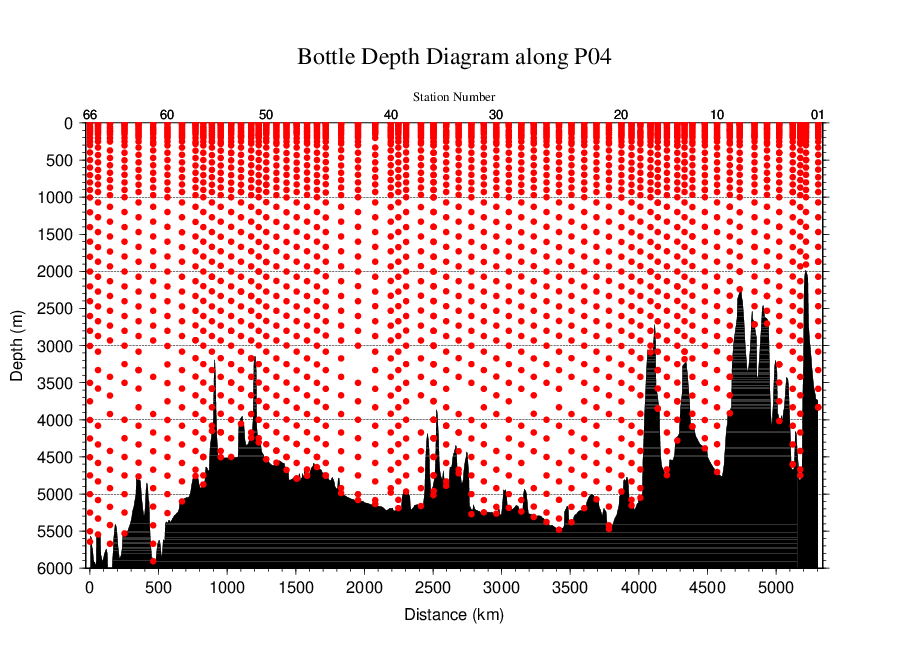 Bottle Depth Diagram along P04
Station Number
66 60 50 40 30 20 10 01
0
500
1000
1500
2000
2500
3000
3500
4000
4500
5000
5500
6000
Depth (m)
0 500 1000 1500 2000 2500 3000 3500 4000 4500 5000
Distance (km)